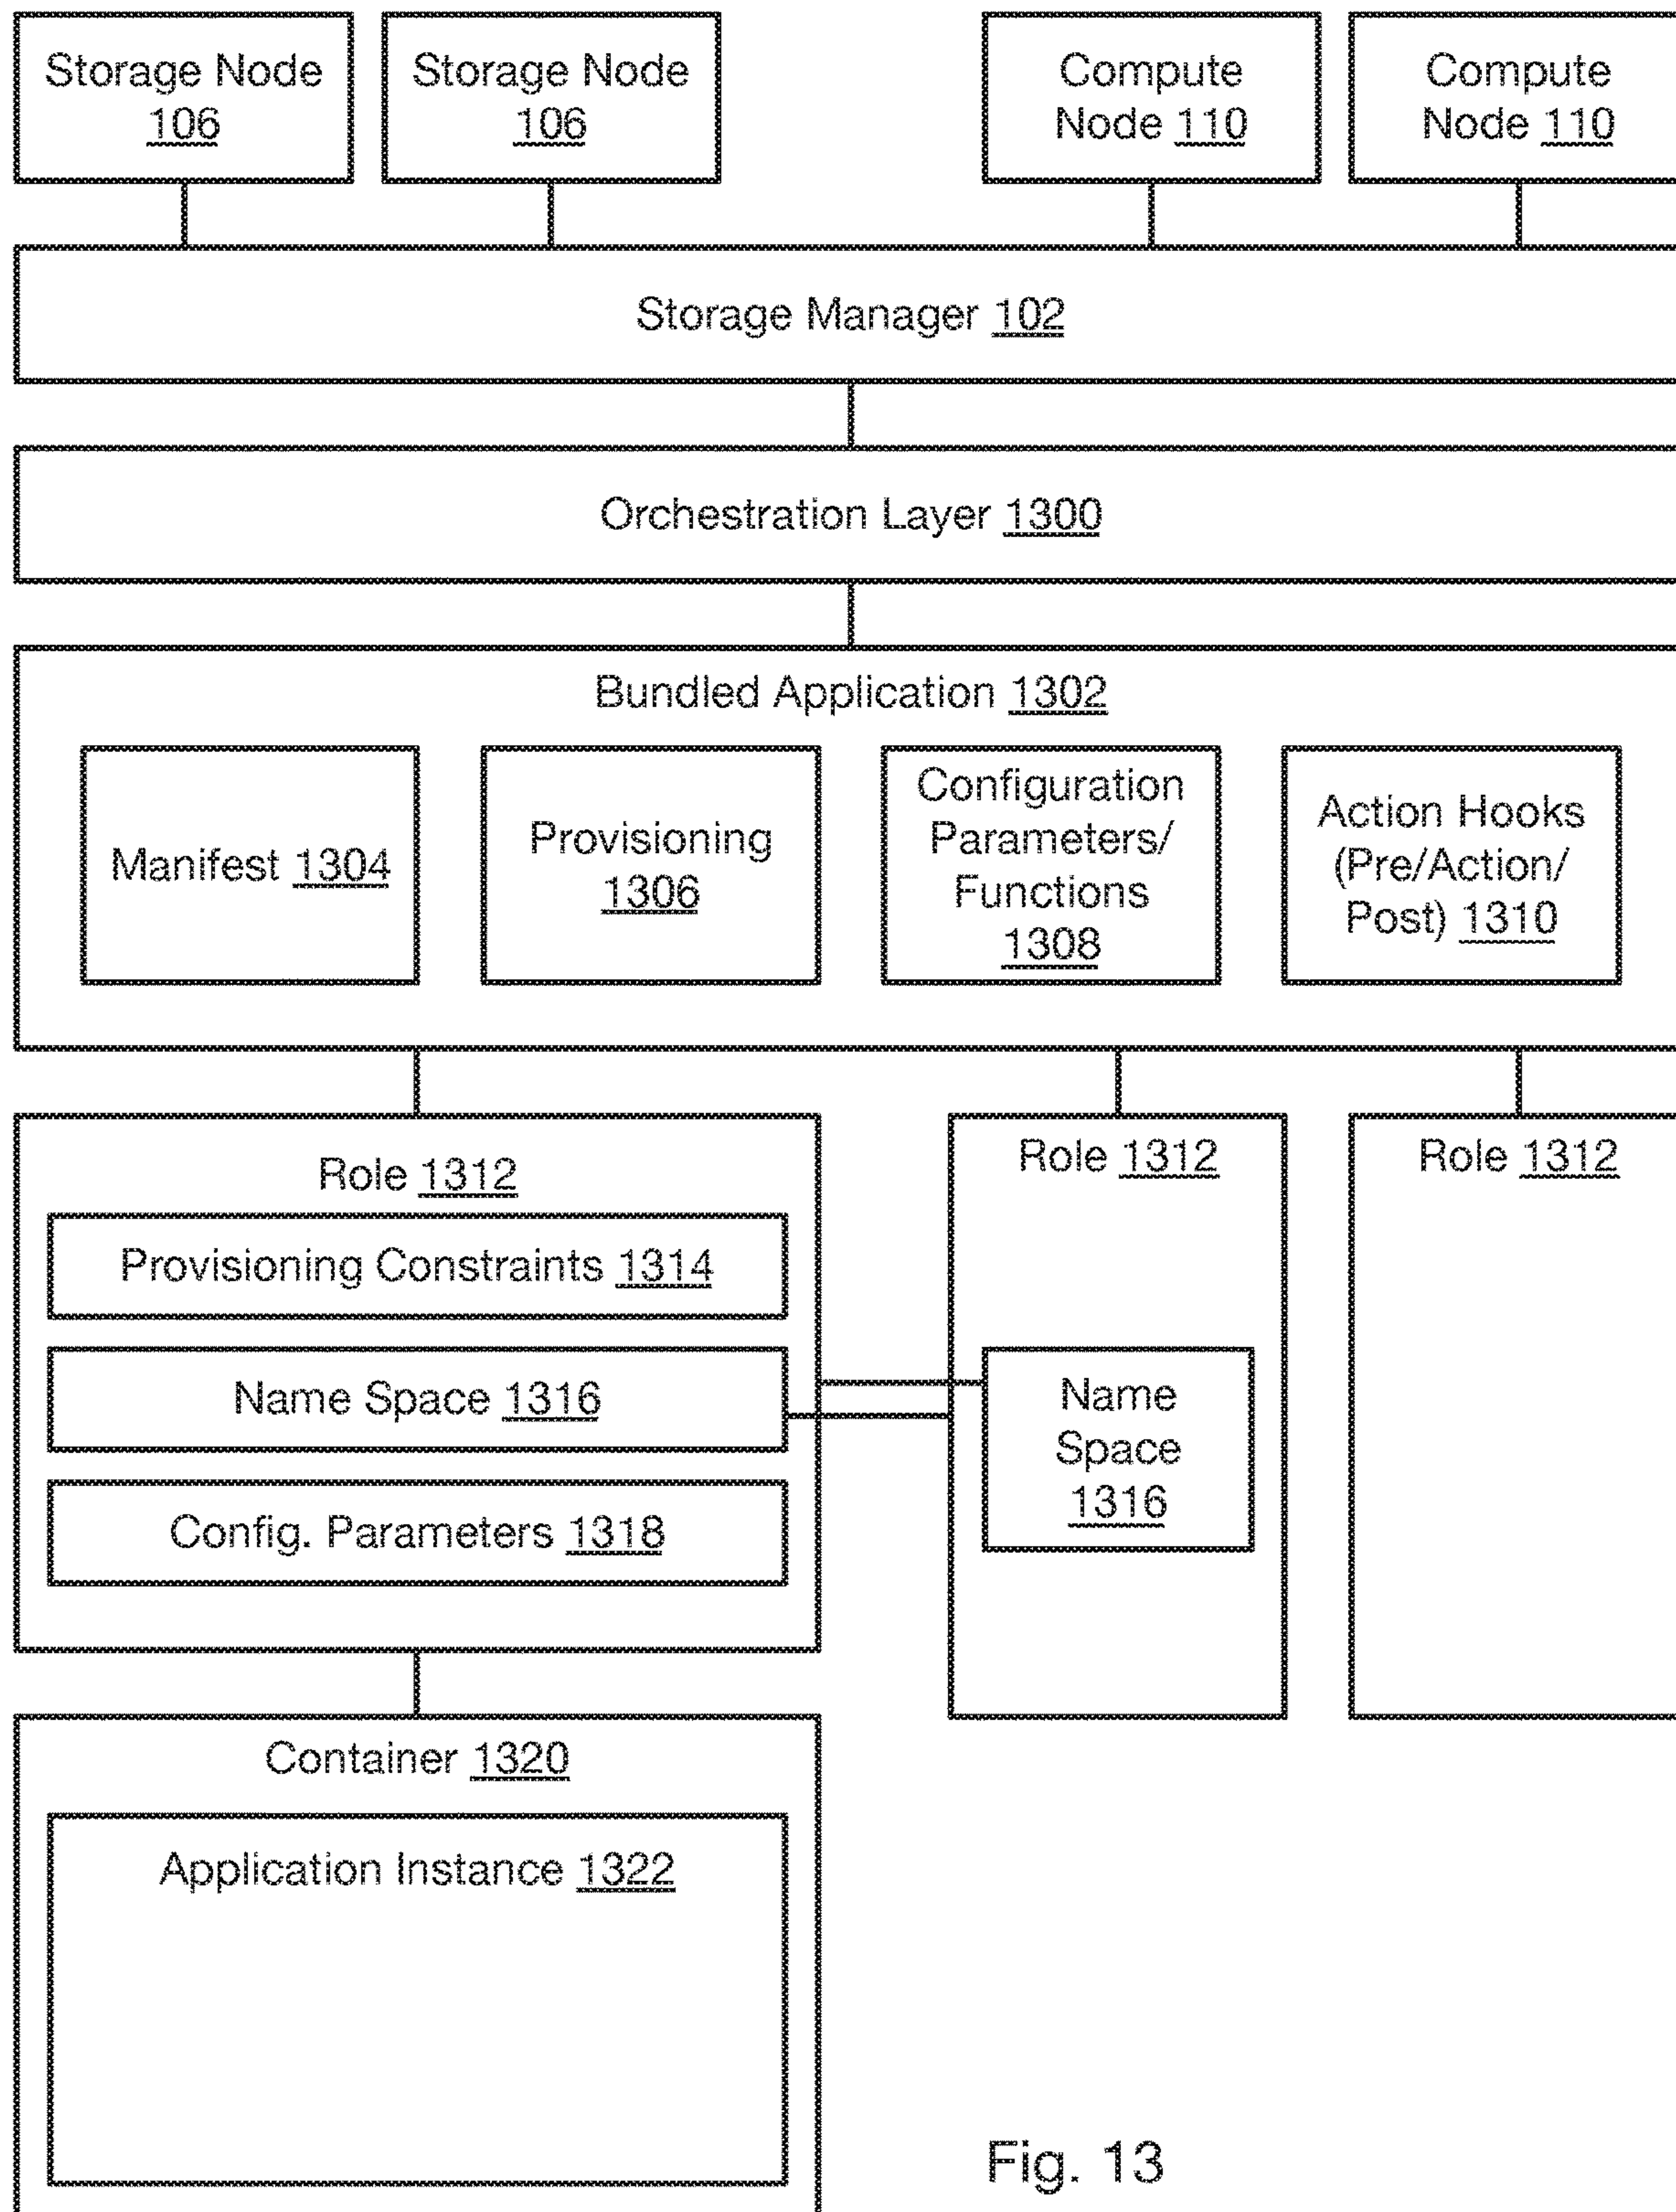 Storage Node
106
Storage Node
106
Compute
Node 110
Compute
Node 110
Storage Manager 102
Orchestration Layer 1300
Bundled Application 1302
Manifest 1304
Provisioning
1306
Configuration
Parameters/
Functions
1308
Action Hooks
(Pre/Action/
Post) 1310
Role 1312
Provisioning Constraints 1314
Name Space 1316
Config. Parameters 1318
Role 1312
Name
Space
1316
Role 1312
Container 1320
Application Instance 1322
Fig. 13